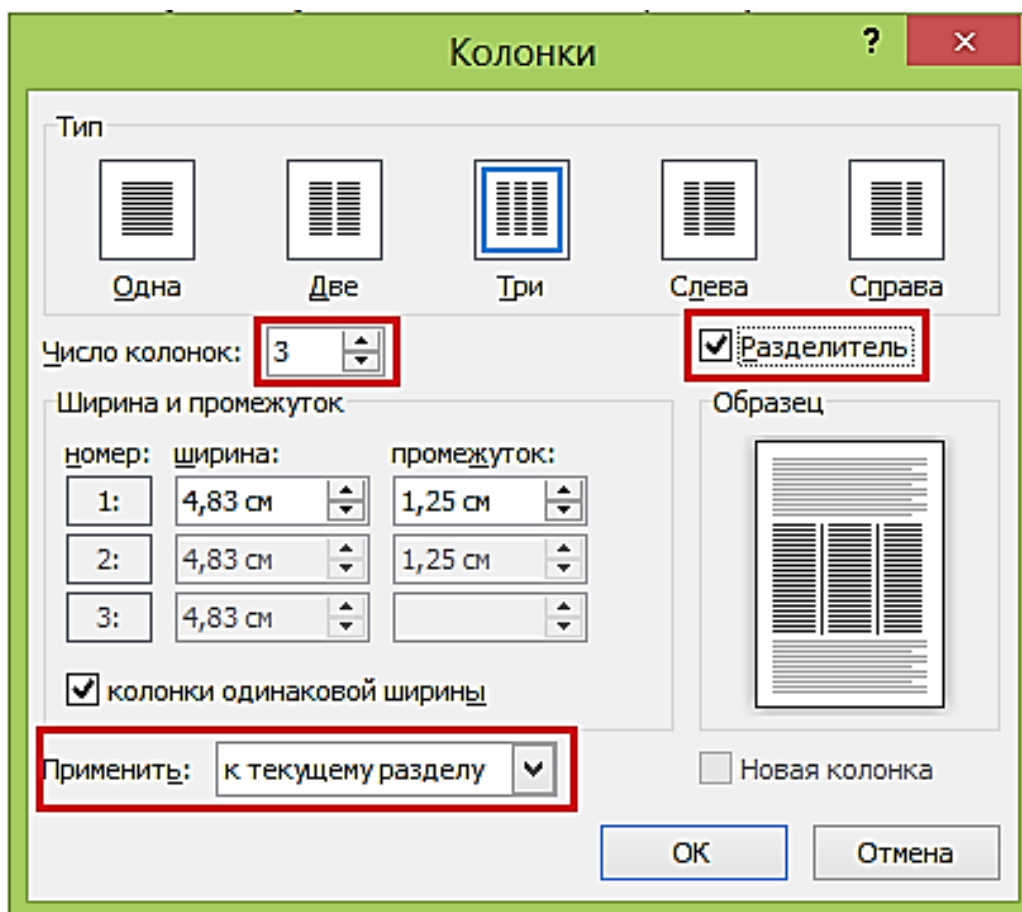 Колонки ? ×
Тип
Одна Две Три Слева Справа
Число колонок: 3
Разделитель
Ширина и промежуток
Образец
номер: ширина: промежуток:
1: 4,83 см 1,25 см
2: 4,83 см 1,25 см
3: 4,83 см
колонки одинаковой ширины
Применить: к текущему разделу
Новая колонка
ОК Отмена